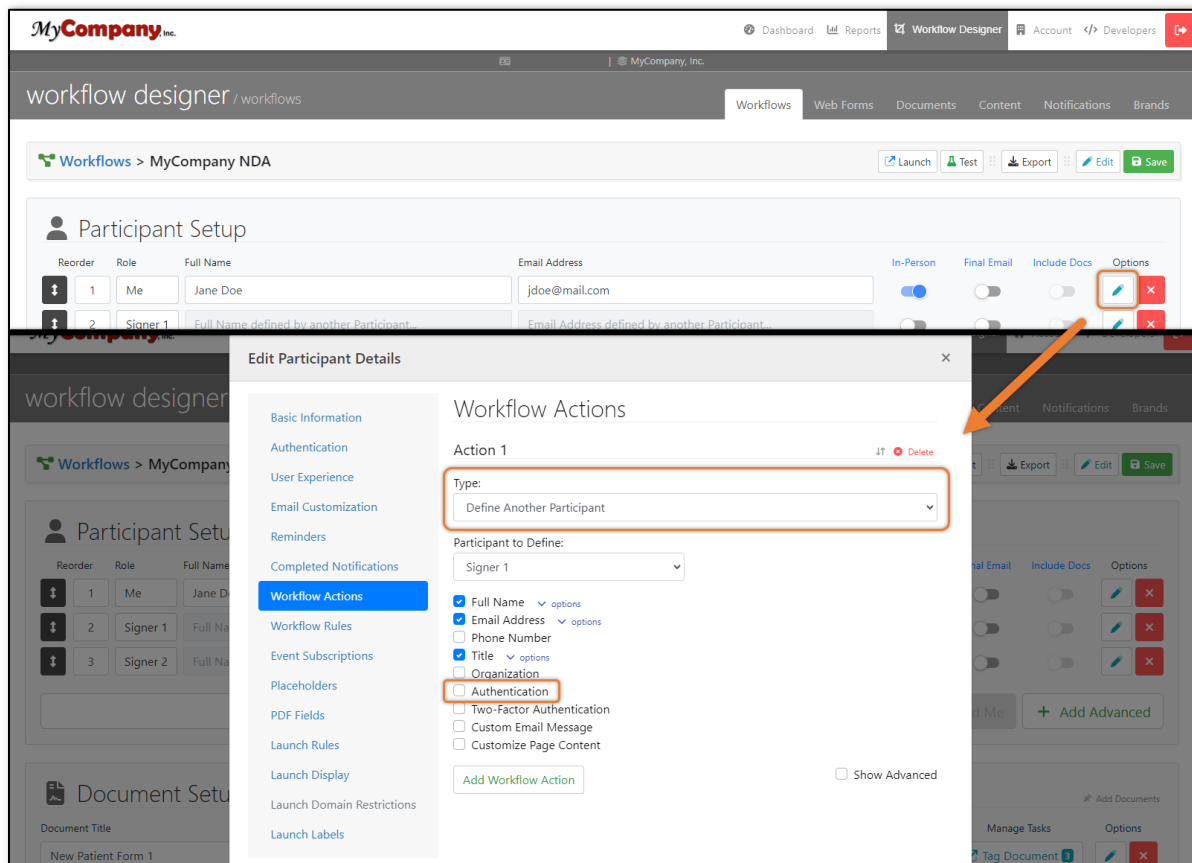 MyCompany, Inc.
Dashboard Reports Workflow Designer Account Developers
MyCompany, Inc.
workflow designer / workflows
Workflows Web Forms Documents Content Notifications Brands
Workflows > MyCompany NDA
Launch Test Export Edit Save
Participant Setup
Reorder Role Full Name Email Address In-Person Final Email Include Docs Options
1 Me Jane Doe jdoe@mail.com
2 Signer 1 Full Name defined by another Participant... Email Address defined by another Participant...
Edit Participant Details
workflow designer
Notifications Brands
Workflows > MyCompany
Export Edit Save
Participant Setu
Reorder Role Full Name Include Docs Options
1 Me Jane D
2 Signer 1 Full Na
3 Signer 2 Full Na
d Me + Add Advanced
Document Setu
Add Documents
Document Title Manage Tasks Options
New Patient Form 1 Tag Document 3
Basic Information
Authentication
User Experience
Email Customization
Reminders
Completed Notifications
Workflow Actions
Workflow Rules
Event Subscriptions
Placeholders
PDF Fields
Launch Rules
Launch Display
Launch Domain Restrictions
Launch Labels
Workflow Actions
Action 1 Delete
Type:
Define Another Participant
Participant to Define:
Signer 1
Full Name options
Email Address options
Phone Number
Title options
Organization
Authentication
Two-Factor Authentication
Custom Email Message
Customize Page Content
Add Workflow Action Show Advanced